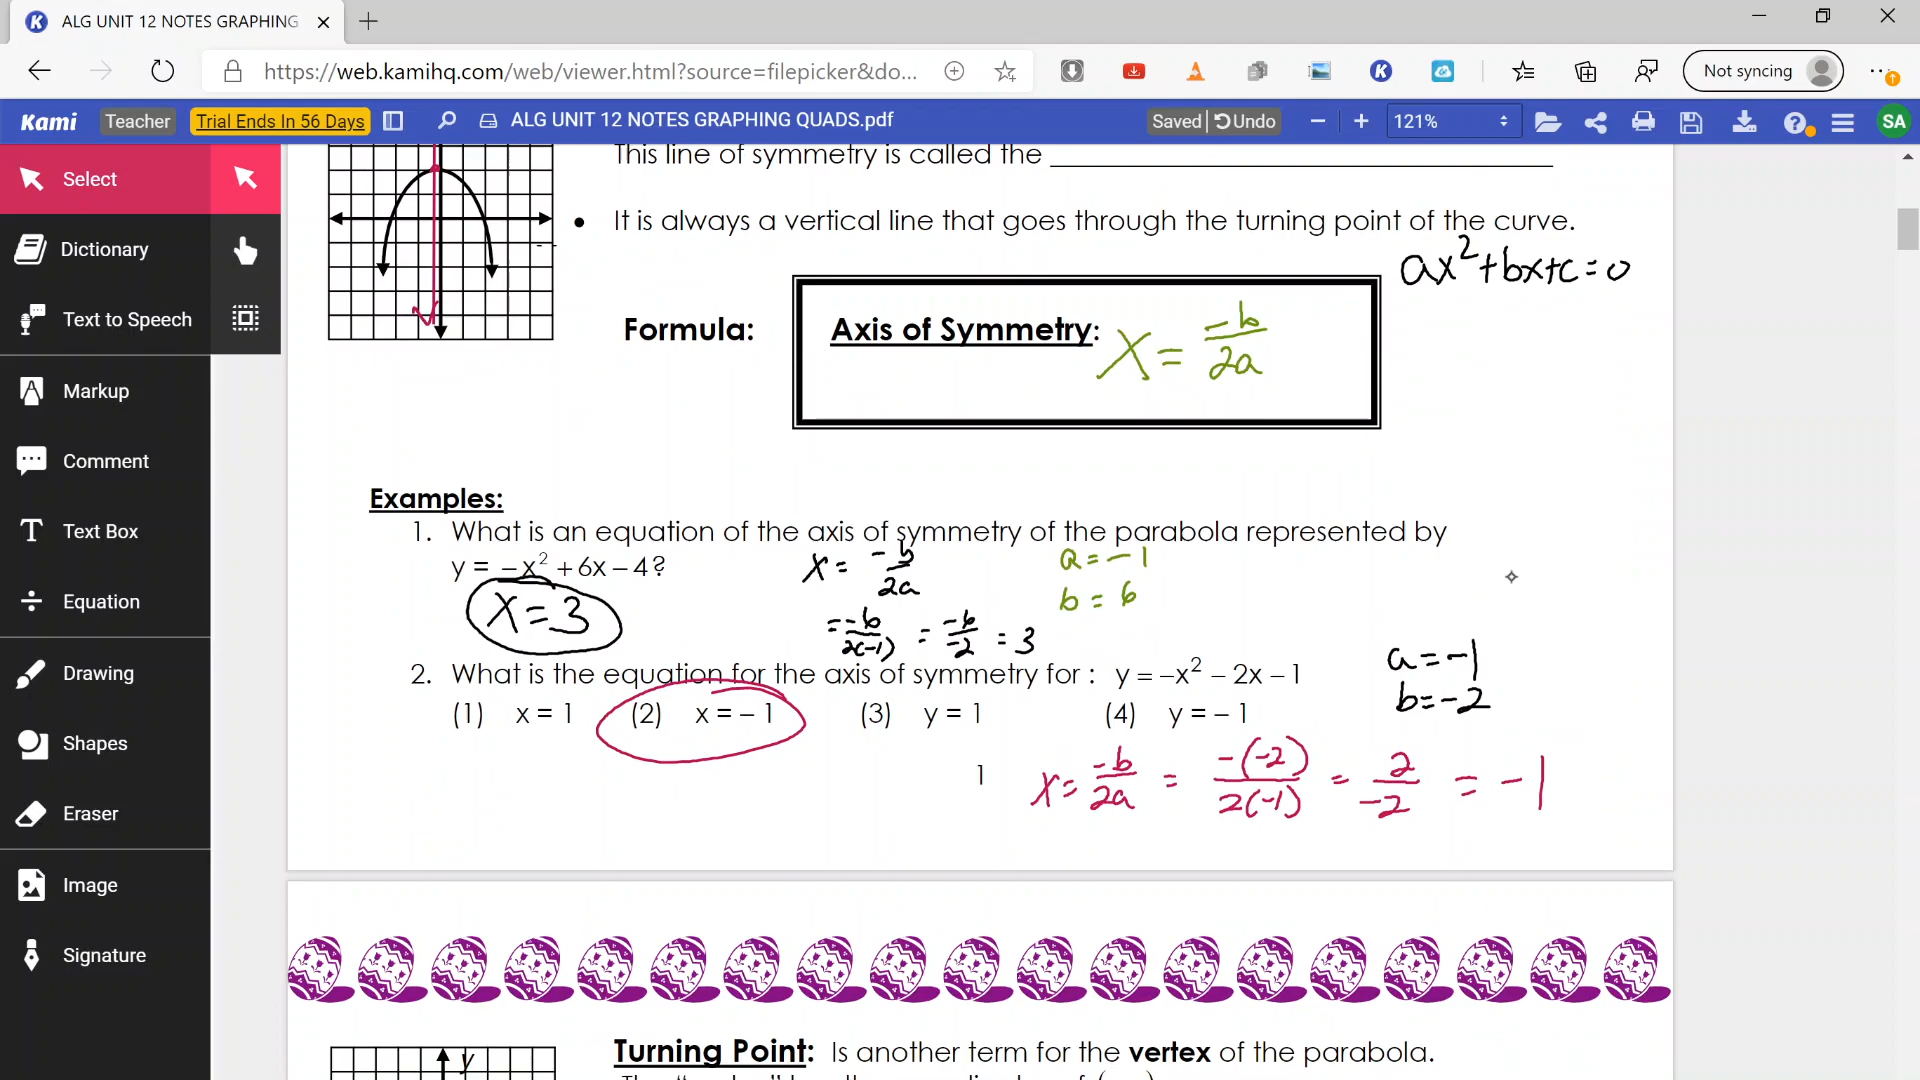 ALG UNIT 12 NOTES GRAPHING
https://web.kamihq.com/web/viewer.html?source=filepicker&do...
Not syncing
Kami Teacher Trial Ends In 56 Days ALG UNIT 12 NOTES GRAPHING QUADS.pdf Saved Undo 121% SA
Select
Dictionary
Text to Speech
Markup
Comment
Text Box
Equation
Drawing
Shapes
Eraser
Image
Signature
This line of symmetry is called the ____________
• It is always a vertical line that goes through the turning point of the curve.
ax²+bx+c=0
Formula: Axis of Symmetry: X = -b/2a
Examples:
1. What is an equation of the axis of symmetry of the parabola represented by
y = −x² + 6x − 4?
x = -b/2a
a = -1
b = 6
X=3
= -6/2(-1) = -6/-2 = 3
2. What is the equation for the axis of symmetry for : y = −x² − 2x − 1
a = -1
b = -2
(1) x = 1 (2) x = − 1 (3) y = 1 (4) y = − 1
1
x = -b/2a = -(-2)/2(-1) = 2/-2 = -1
y
Turning Point: Is another term for the vertex of the parabola.